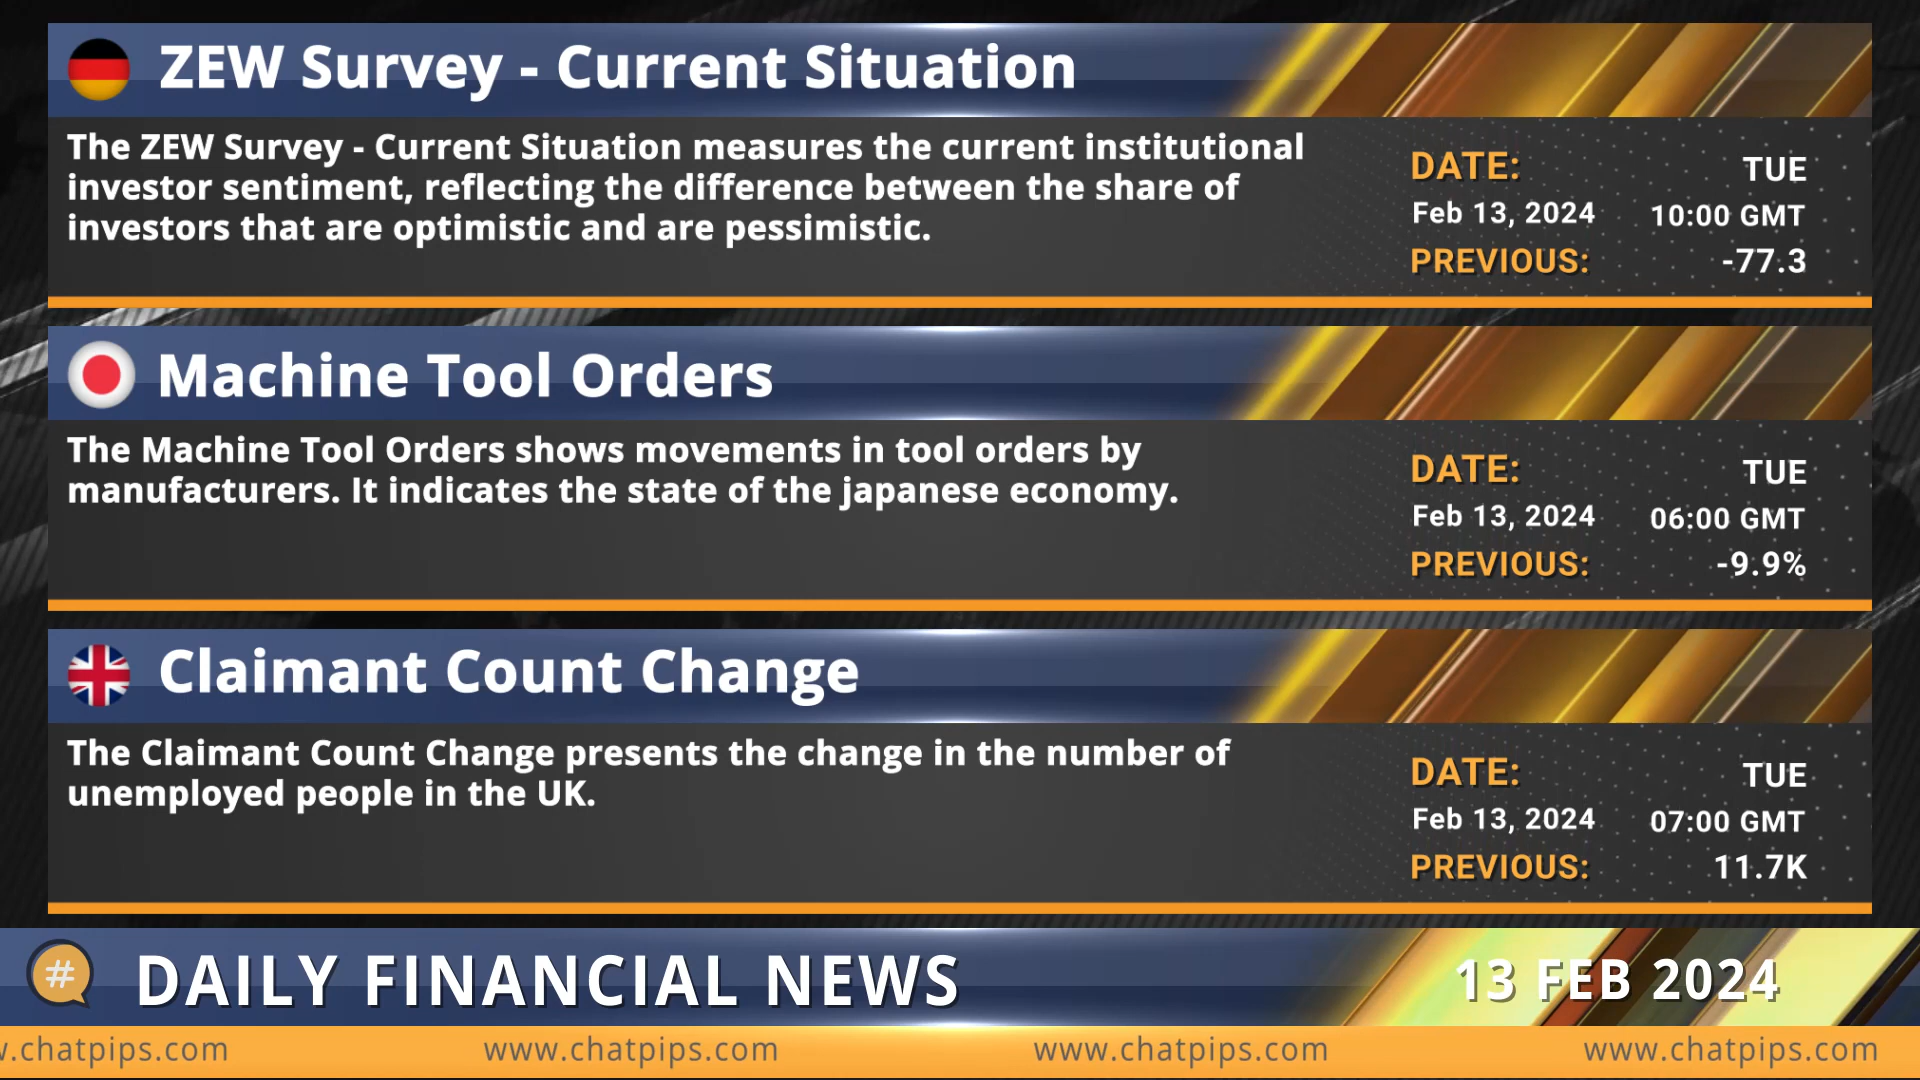 ZEW Survey - Current Situation
The ZEW Survey - Current Situation measures the current institutional
investor sentiment, reflecting the difference between the share of
investors that are optimistic and are pessimistic.
DATE: TUE
Feb 13, 2024 10:00 GMT
PREVIOUS: -77.3
Machine Tool Orders
The Machine Tool Orders shows movements in tool orders by
manufacturers. It indicates the state of the japanese economy.
DATE: TUE
Feb 13, 2024 06:00 GMT
PREVIOUS: -9.9%
Claimant Count Change
The Claimant Count Change presents the change in the number of
unemployed people in the UK.
DATE: TUE
Feb 13, 2024 07:00 GMT
PREVIOUS: 11.7K
# DAILY FINANCIAL NEWS 13 FEB 2024
.chatpips.com www.chatpips.com www.chatpips.com www.chatpips.com